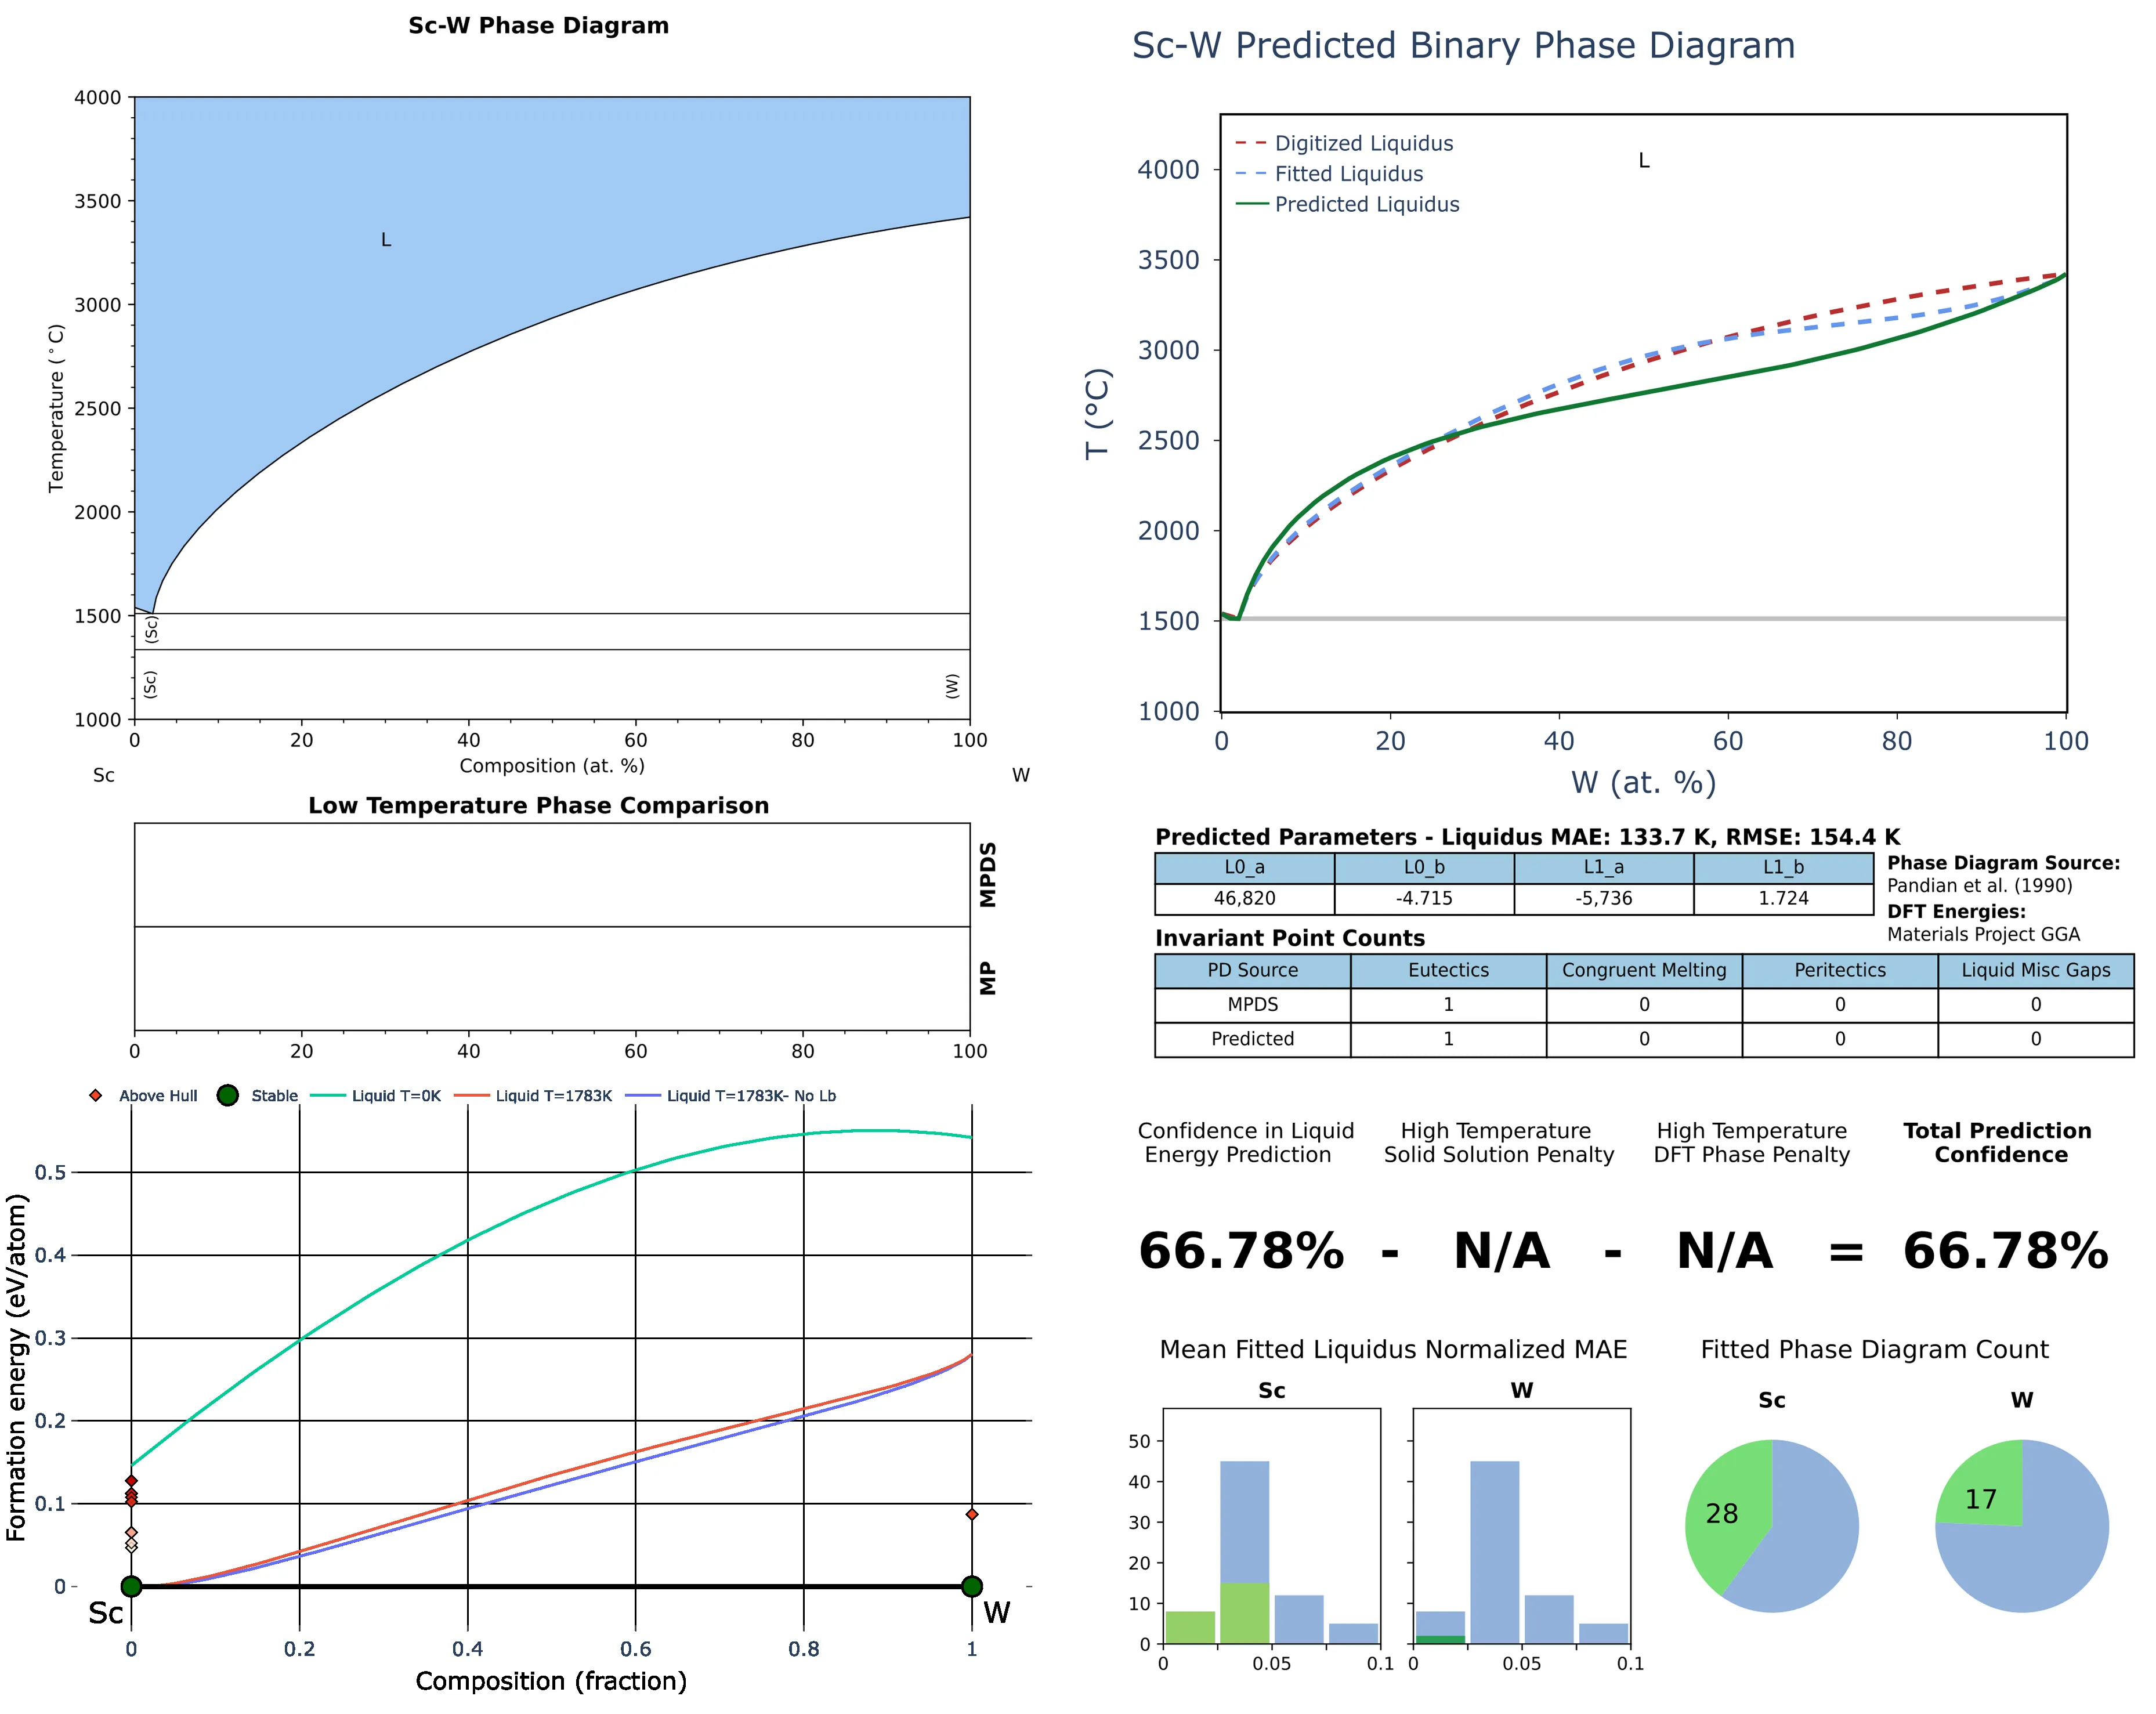 Sc-W Phase Diagram
4000
3500
3000
2500
2000
1500
1000
Temperature (°C)
L
(Sc)
(Sc)
(W)
0 20 40 60 80 100
Composition (at. %)
Sc W
Low Temperature Phase Comparison
MPDS
MP
0 20 40 60 80 100
Above Hull Stable Liquid T=0K Liquid T=1783K Liquid T=1783K- No Lb
Formation energy (eV/atom)
0.5
0.4
0.3
0.2
0.1
0
Sc W
0 0.2 0.4 0.6 0.8 1
Composition (fraction)
Sc-W Predicted Binary Phase Diagram
Digitized Liquidus
Fitted Liquidus
Predicted Liquidus
L
T (°C)
4000
3500
3000
2500
2000
1500
1000
0 20 40 60 80 100
W (at. %)
Predicted Parameters - Liquidus MAE: 133.7 K, RMSE: 154.4 K
L0_a L0_b L1_a L1_b
46,820 -4.715 -5,736 1.724
Phase Diagram Source:
Pandian et al. (1990)
DFT Energies:
Materials Project GGA
Invariant Point Counts
PD Source Eutectics Congruent Melting Peritectics Liquid Misc Gaps
MPDS 1 0 0 0
Predicted 1 0 0 0
Confidence in Liquid
Energy Prediction
High Temperature
Solid Solution Penalty
High Temperature
DFT Phase Penalty
Total Prediction
Confidence
66.78% - N/A - N/A = 66.78%
Mean Fitted Liquidus Normalized MAE
Sc W
50
40
30
20
10
0
0 0.05 0.1
0 0.05 0.1
Fitted Phase Diagram Count
Sc W
28
17